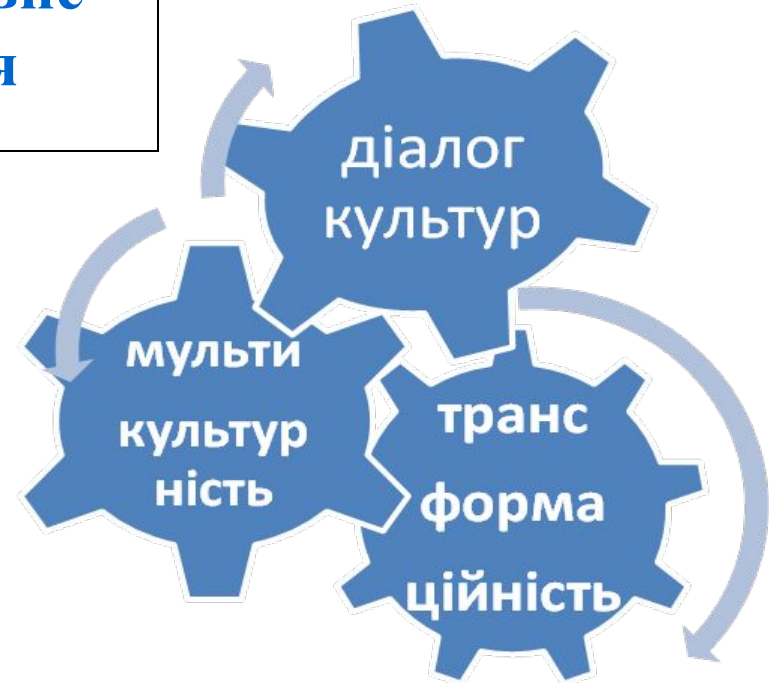 я
діалог
культур
мульти
культур
ність
транс
форма
ційність